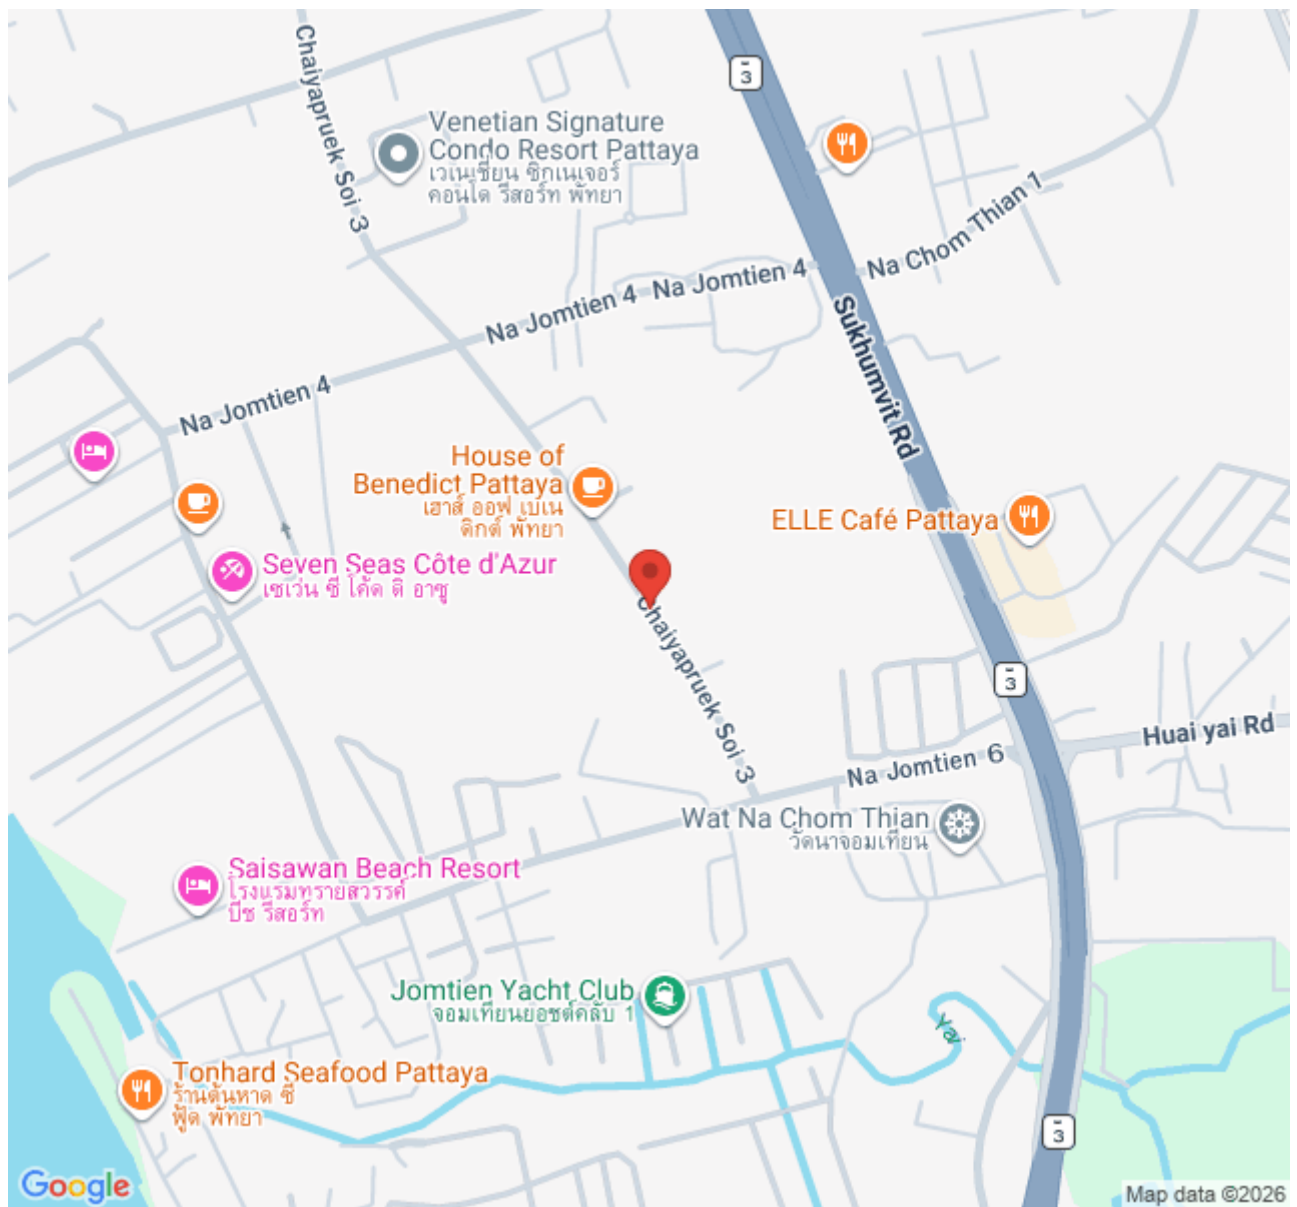 3
Chaiyapruek Soi 3
Venetian Signature
Condo Resort Pattaya
เวเนเชี่ยน ซิกเนเจอร์
คอนโด รีสอร์ท พัทยา
Na Chom Thian 1
Na Jomtien 4
Na Jomtien 4
Sukhumvit Rd
Na Jomtien 4
House of
Benedict Pattaya
เฮาส์ ออฟ เบเน
ดิกต์ พัทยา
ELLE Café Pattaya
Seven Seas Côte d'Azur
เซเว่น ซี โค้ด ดิ อาซู
Chaiyapruek Soi 3
3
Huai yai Rd
Na Jomtien 6
Wat Na Chom Thian
วัดนาจอมเทียน
Saisawan Beach Resort
โรงแรมทรายสวรรค์
บีช รีสอร์ท
Jomtien Yacht Club
จอมเทียนยอชต์คลับ 1
Yai
Tonhard Seafood Pattaya
ร้านต้นหาด ซี
ฟู้ด พัทยา
3
Google
Map data ©2026